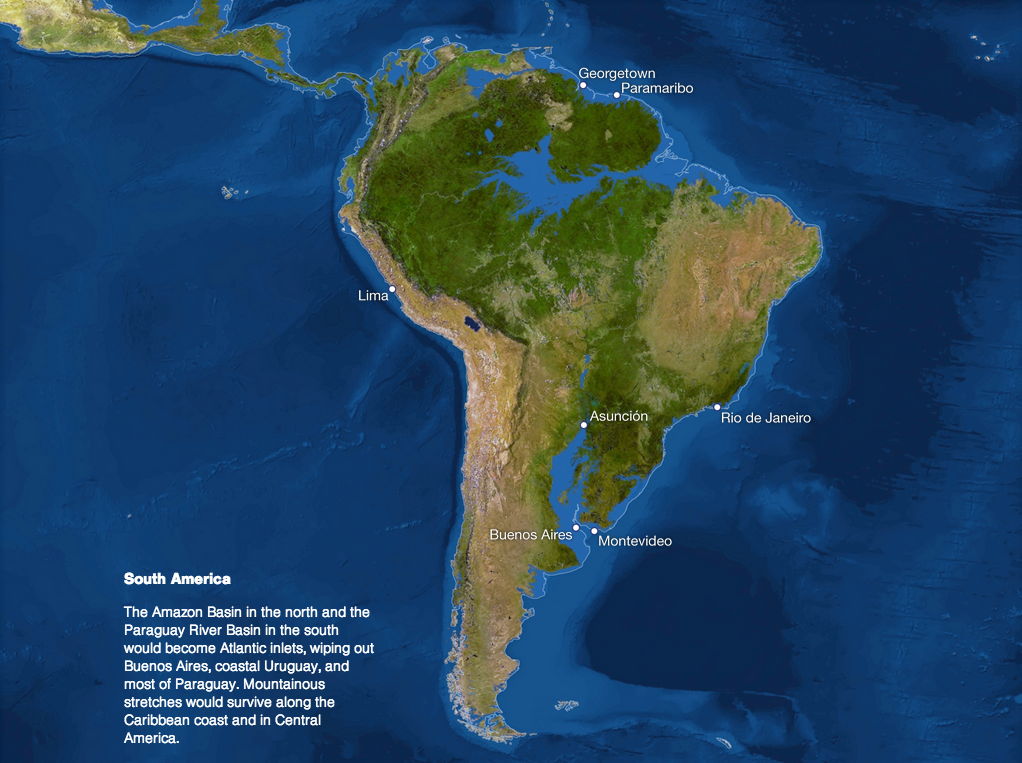 Georgetown
Paramaribo
Lima
Asunción
Rio de Janeiro
Buenos Aires
Montevideo
South America
The Amazon Basin in the north and the
Paraguay River Basin in the south
would become Atlantic inlets, wiping out
Buenos Aires, coastal Uruguay, and
most of Paraguay. Mountainous
stretches would survive along the
Caribbean coast and in Central
America.